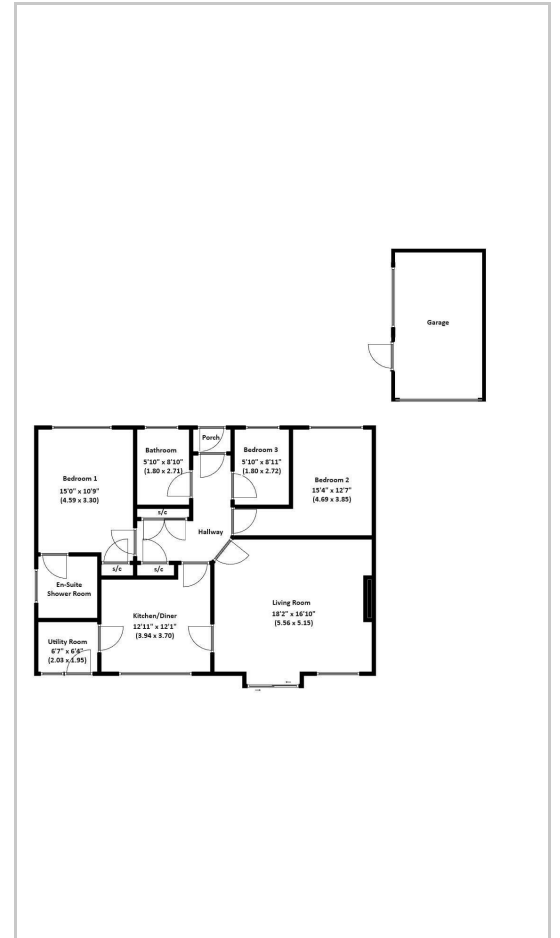 Garage
Porch
Bathroom
5'10" x 8'10"
(1.80 x 2.71)
Bedroom 3
5'10" x 8'11"
(1.80 x 2.72)
Bedroom 1
15'0" x 10'9"
(4.59 x 3.30)
Bedroom 2
15'4" x 12'7"
(4.69 x 3.85)
s/c
Hallway
s/c
s/c
En-Suite
Shower Room
Kitchen/Diner
12'11" x 12'1"
(3.94 x 3.70)
Living Room
18'2" x 16'10"
(5.56 x 5.15)
Utility Room
6'7" x 6'4"
(2.03 x 1.95)